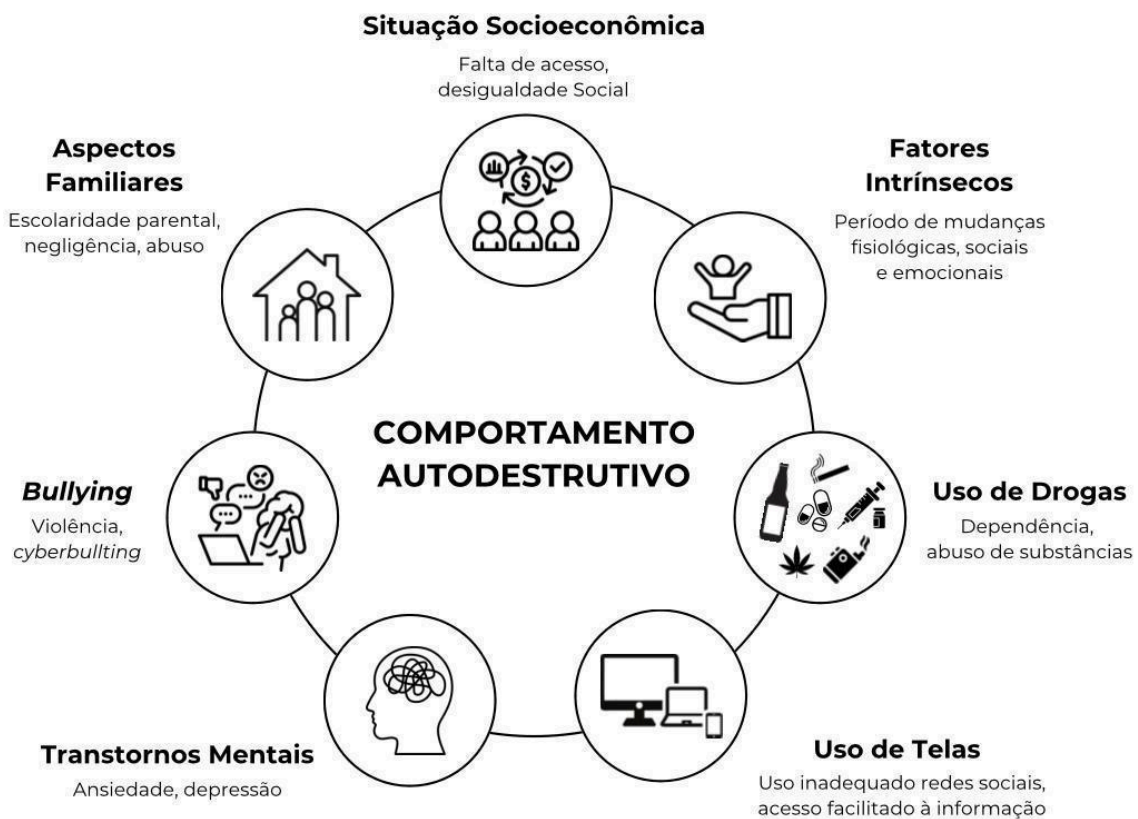 Situação Socioeconômica
Falta de acesso,
desigualdade Social
Aspectos
Familiares
Escolaridade parental,
negligência, abuso
Fatores
Intrínsecos
Período de mudanças
fisiológicas, sociais
e emocionais
COMPORTAMENTO
AUTODESTRUTIVO
Bullying
Violência,
cyberbullting
Uso de Drogas
Dependência,
abuso de substâncias
Transtornos Mentais
Ansiedade, depressão
Uso de Telas
Uso inadequado redes sociais,
acesso facilitado à informação